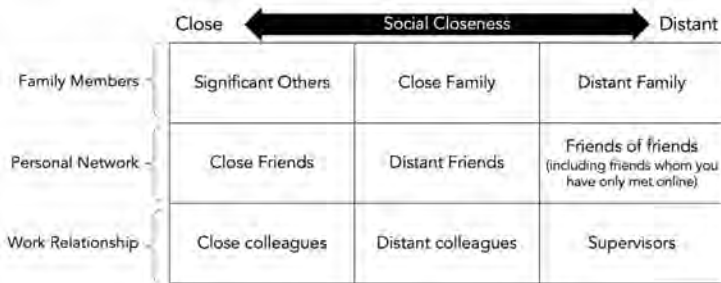 Close Social Closeness Distant
Family Members Significant Others Close Family Distant Family
Personal Network Close Friends Distant Friends Friends of friends
(including friends whom you
have only met online)
Work Relationship Close colleagues Distant colleagues Supervisors